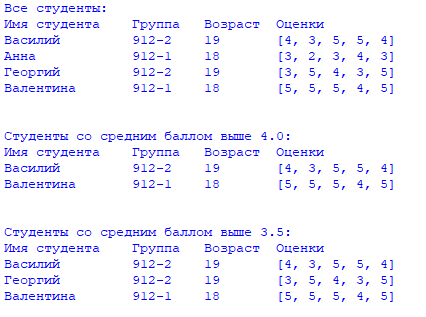 Все студенты:
Имя студента Группа Возраст Оценки
Василий 912-2 19 [4, 3, 5, 5, 4]
Анна 912-1 18 [3, 2, 3, 4, 3]
Георгий 912-2 19 [3, 5, 4, 3, 5]
Валентина 912-1 18 [5, 5, 5, 4, 5]
Студенты со средним баллом выше 4.0:
Имя студента Группа Возраст Оценки
Василий 912-2 19 [4, 3, 5, 5, 4]
Валентина 912-1 18 [5, 5, 5, 4, 5]
Студенты со средним баллом выше 3.5:
Имя студента Группа Возраст Оценки
Василий 912-2 19 [4, 3, 5, 5, 4]
Георгий 912-2 19 [3, 5, 4, 3, 5]
Валентина 912-1 18 [5, 5, 5, 4, 5]